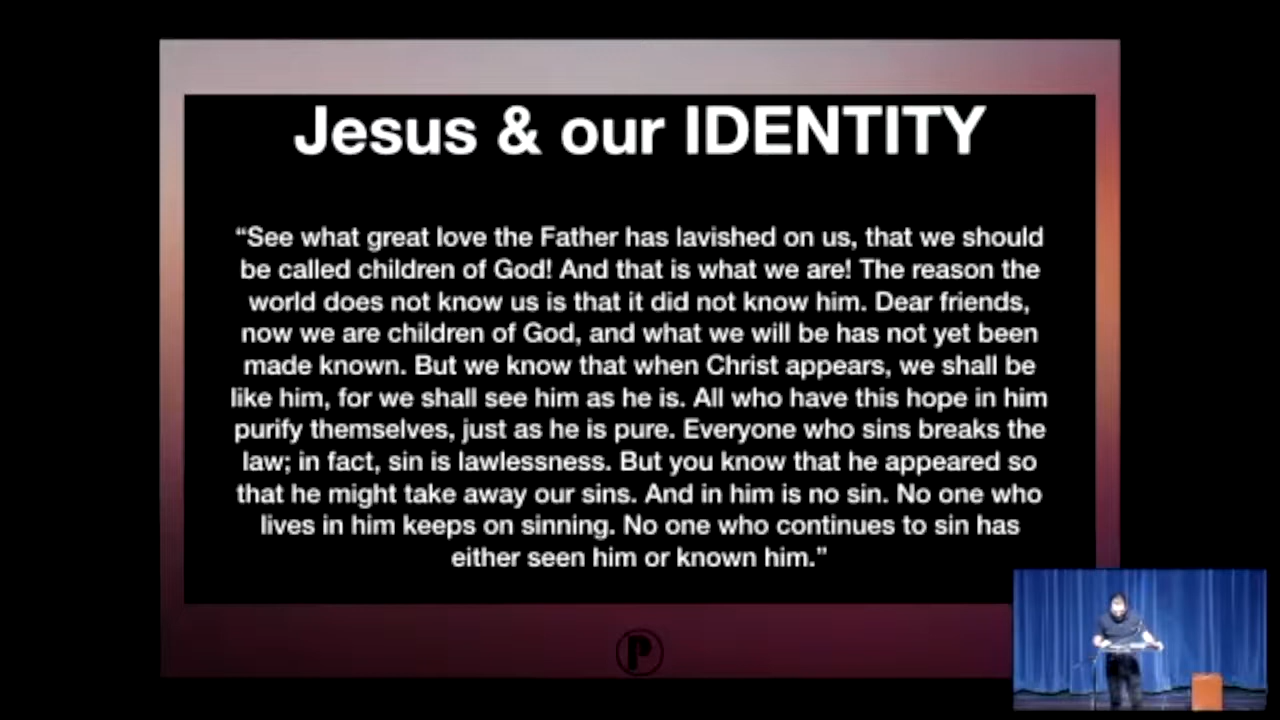 Jesus & our IDENTITY
“See what great love the Father has lavished on us, that we should
be called children of God! And that is what we are! The reason the
world does not know us is that it did not know him. Dear friends,
now we are children of God, and what we will be has not yet been
made known. But we know that when Christ appears, we shall be
like him, for we shall see him as he is. All who have this hope in him
purify themselves, just as he is pure. Everyone who sins breaks the
law; in fact, sin is lawlessness. But you know that he appeared so
that he might take away our sins. And in him is no sin. No one who
lives in him keeps on sinning. No one who continues to sin has
either seen him or known him.”
P